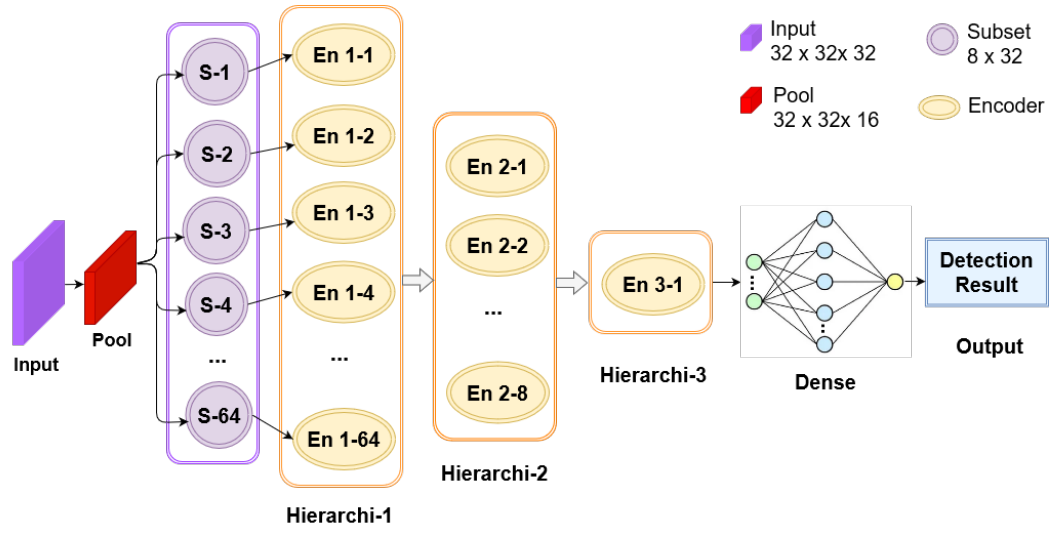 Input
32 x 32x 32
Subset
8 x 32
Pool
32 x 32x 16
Encoder
S-1
S-2
S-3
S-4
...
S-64
En 1-1
En 1-2
En 1-3
En 1-4
...
En 1-64
En 2-1
En 2-2
...
En 2-8
En 3-1
Detection
Result
Input
Pool
Hierarchi-1
Hierarchi-2
Hierarchi-3
Dense
Output